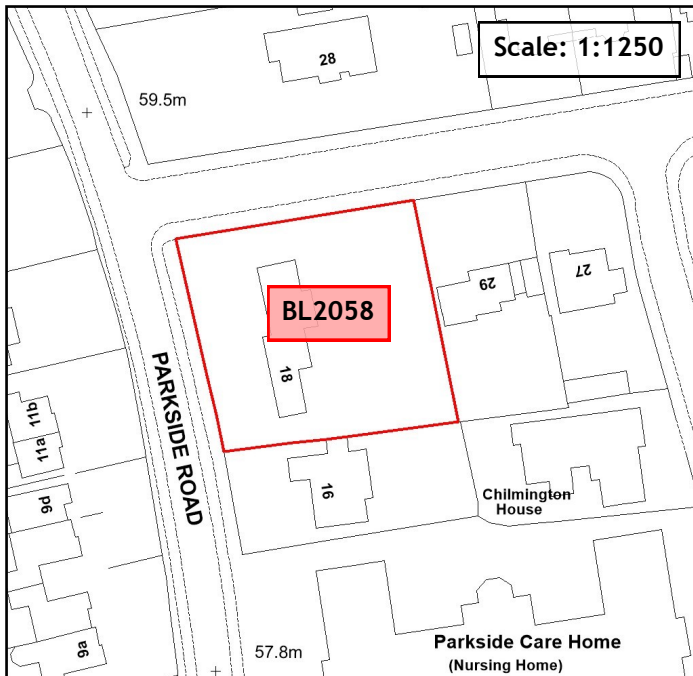 Scale: 1:1250
28
59.5m
BL2058
29
27
18
PARKSIDE ROAD
11b
11a
16
9d
Chilmington
House
9a
57.8m
Parkside Care Home
(Nursing Home)